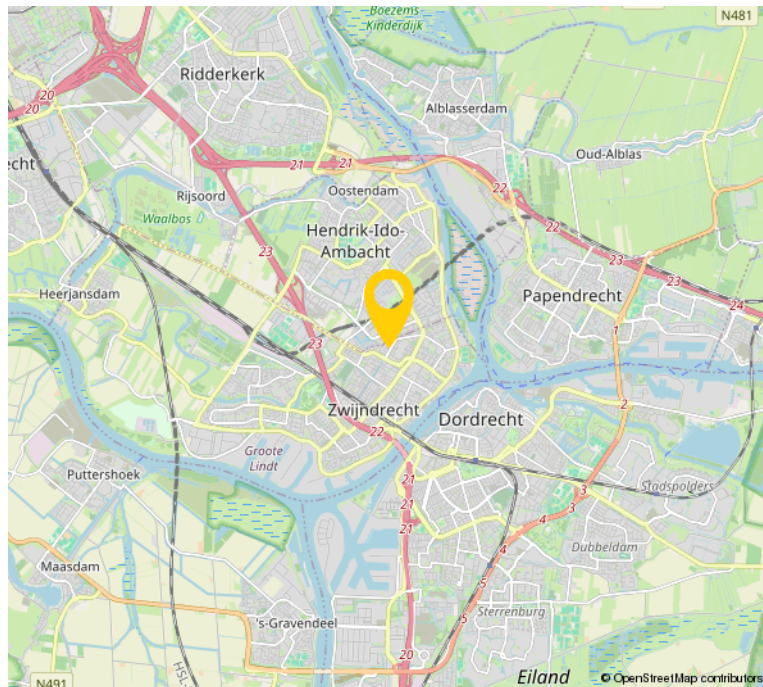 Boezems
Kinderdijk
N481
Ridderkerk
20
20
Alblasserdam
echt
21
21
Oud-Alblas
Rijsoord
Oostendam
22
Waalbos
Hendrik-Ido-
Ambacht
22
23
23
Heerjansdam
Papendrecht
24
1
23
Zwijndrecht
Dordrecht
2
22
Groote
Lindt
Puttershoek
21
21
21
Stadspolders
3
3
4
4
Dubbeldam
Maasdam
5
5
Sterrenburg
's-Gravendeel
20
HSL-
N491
Eiland
© OpenStreetMap contributors